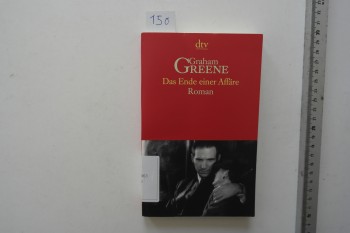 150
dtv
Graham
GREENE
Das Ende einer Affäre
Roman